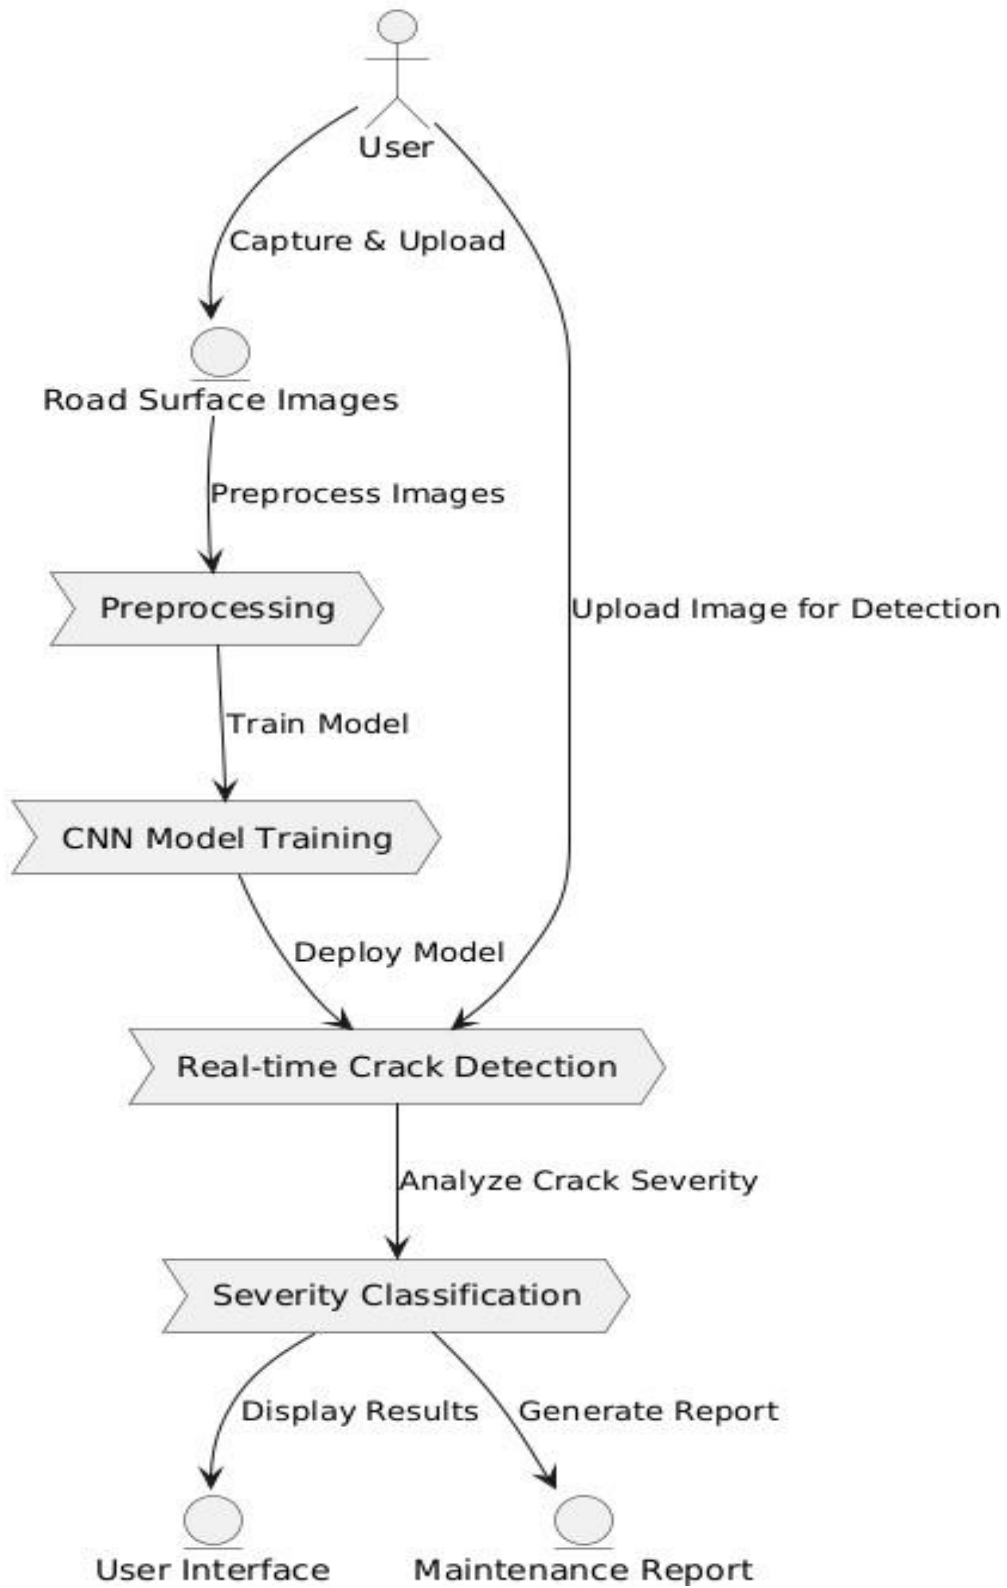 User
Capture & Upload
Road Surface Images
Preprocess Images
Preprocessing
Upload Image for Detection
Train Model
CNN Model Training
Deploy Model
Real-time Crack Detection
Analyze Crack Severity
Severity Classification
Display Results
Generate Report
User Interface
Maintenance Report